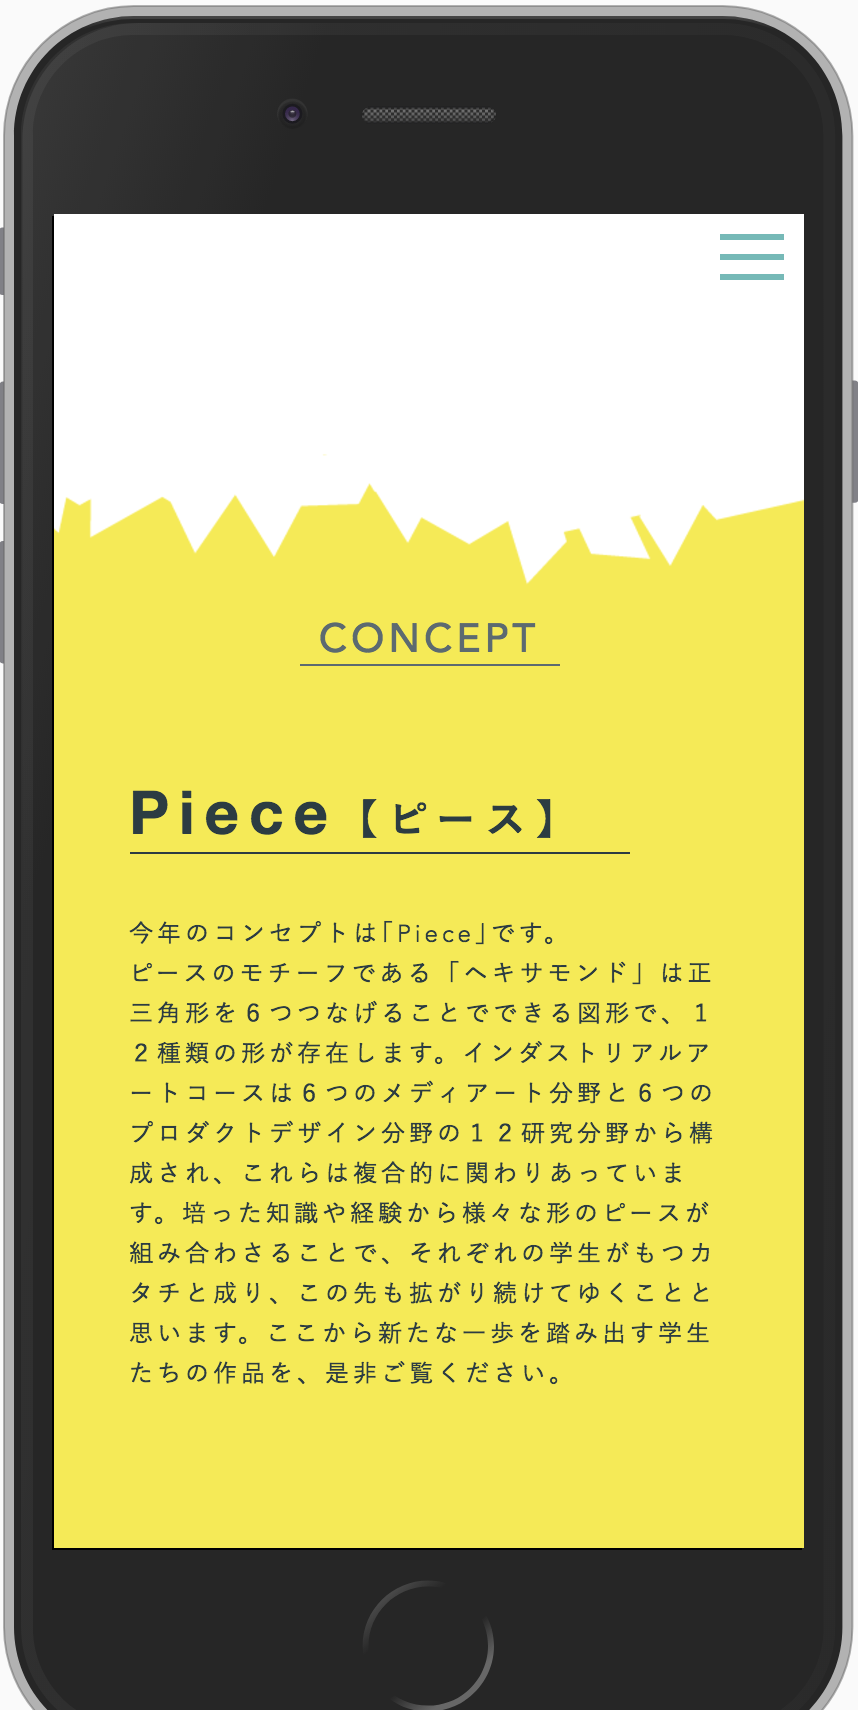 CONCEPT
Piece【ピース】
今年のコンセプトは「Piece」です。
ピースのモチーフである「ヘキサモンド」は正
三角形を６つつなげることでできる図形で、１
２種類の形が存在します。インダストリアルア
ートコースは６つのメディアート分野と６つの
プロダクトデザイン分野の１２研究分野から構
成され、これらは複合的に関わりあっていま
す。培った知識や経験から様々な形のピースが
組み合わさることで、それぞれの学生がもつカ
タチと成り、この先も拡がり続けてゆくことと
思います。ここから新たな一歩を踏み出す学生
たちの作品を、是非ご覧ください。